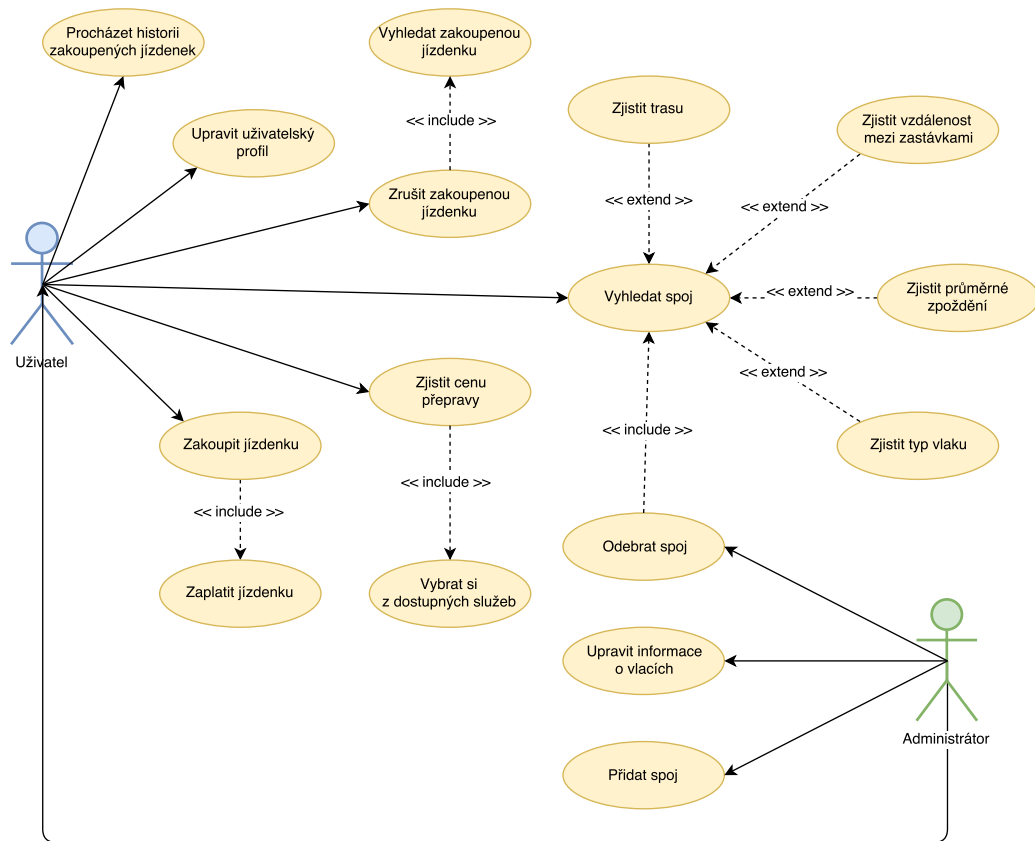 Procházet historii
zakoupených jízdenek
Vyhledat zakoupenou
jízdenku
<< include >>
Zrušit zakoupenou
jízdenku
Upravit uživatelský
profil
Zjistit trasu
<< extend >>
Zjistit vzdálenost
mezi zastávkami
<< extend >>
Vyhledat spoj
<< extend >>
Zjistit průměrné
zpoždění
<< extend >>
Zjistit typ vlaku
Uživatel
Zjistit cenu
přepravy
<< include >>
Vybrat si
z dostupných služeb
Zakoupit jízdenku
<< include >>
Zaplatit jízdenku
<< include >>
Odebrat spoj
Upravit informace
o vlacích
Přidat spoj
Administrátor